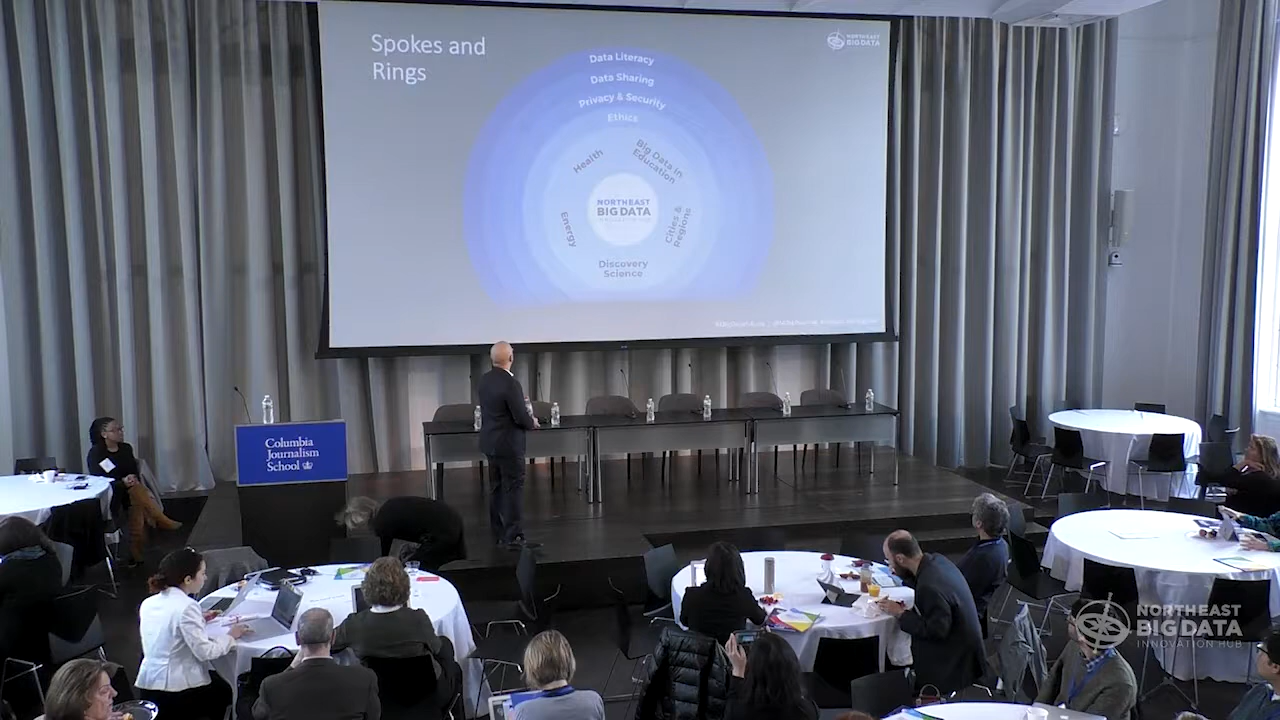 Spokes and
Rings
NORTHEAST
BIG DATA
Data Literacy
Data Sharing
Privacy & Security
Ethics
Health
Big Data in
Education
NORTHEAST
BIG DATA
Energy
Cities &
Regions
Discovery
Science
Columbia
Journalism
School
NORTHEAST
BIG DATA
INNOVATION HUB